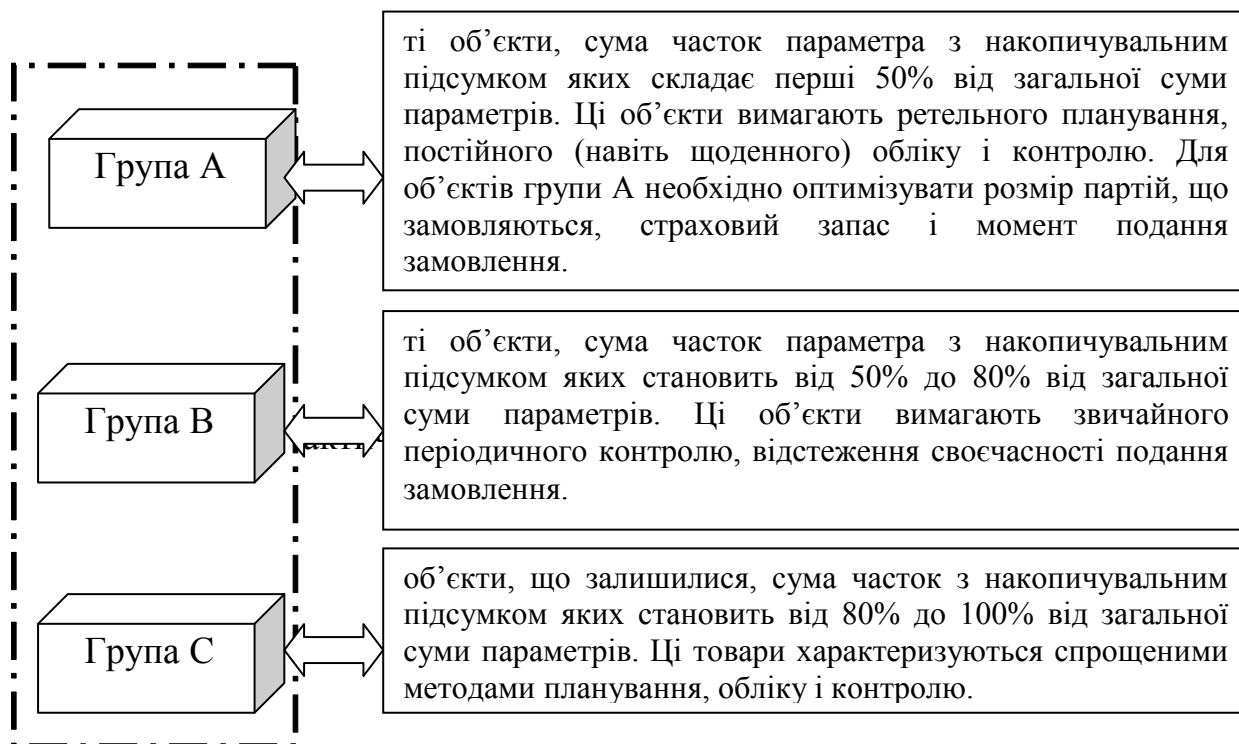 ті об’єкти, сума часток параметра з накопичувальним
підсумком яких складає перші 50% від загальної суми
параметрів. Ці об’єкти вимагають ретельного планування,
постійного (навіть щоденного) обліку і контролю. Для
об’єктів групи А необхідно оптимізувати розмір партій, що
замовляються, страховий запас і момент подання
замовлення.
Група А
ті об’єкти, сума часток параметра з накопичувальним
підсумком яких становить від 50% до 80% від загальної
суми параметрів. Ці об’єкти вимагають звичайного
періодичного контролю, відстеження своєчасності подання
замовлення.
Група В
об’єкти, що залишилися, сума часток з накопичувальним
підсумком яких становить від 80% до 100% від загальної
суми параметрів. Ці товари характеризуються спрощеними
методами планування, обліку і контролю.
Група С